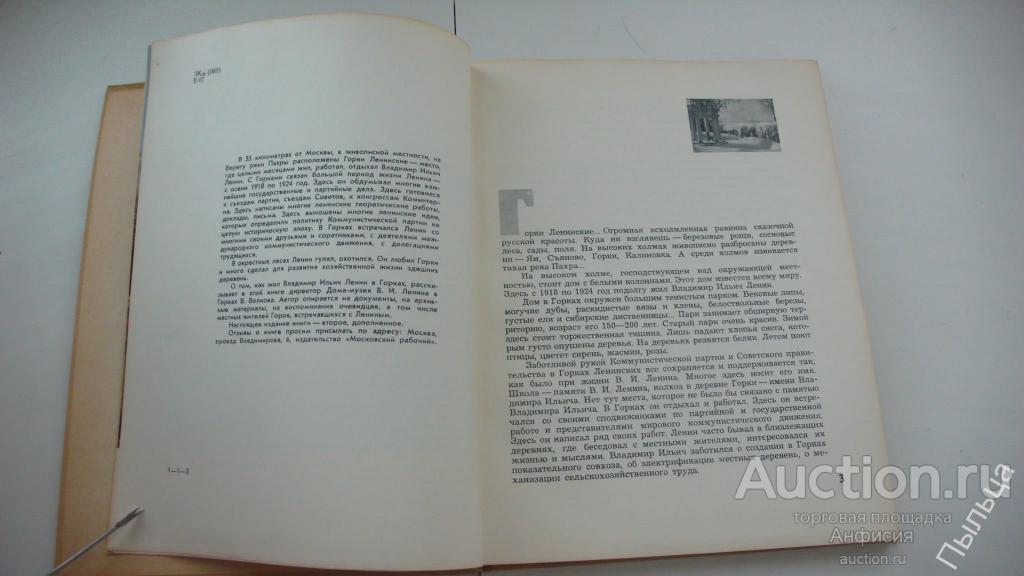 ЗКи (069)
В 67
В 35 километрах от Москвы, в живописной местности, на
берегу реки Пахры расположены Горки Ленинские — место,
где целыми месяцами жил, работал, отдыхал Владимир Ильич
Ленин. С Горками связан большой период жизни Ленина —
с осени 1918 по 1924 год. Здесь он обдумывал многие важ-
нейшие государственные и партийные дела. Здесь готовился
к съездам партии, съездам Советов, к конгрессам Коминтер-
на. Здесь написаны многие ленинские теоретические работы,
доклады, письма. Здесь выношены многие ленинские идеи,
которые определили политику Коммунистической партии на
целую историческую эпоху. В Горках встречался Ленин со
многими своими друзьями и соратниками, с деятелями меж-
дународного коммунистического движения, с делегациями
трудящихся.
В окрестных лесах Ленин гулял, охотился. Он любил Горки
и много сделал для развития хозяйственной жизни здешних
деревень.
О том, как жил Владимир Ильич Ленин в Горках, расска-
зывает в этой книге директор Дома-музея В. И. Ленина в
Горках В. Волкова. Автор опирается на документы, на архив-
ные материалы, на воспоминания очевидцев, в том числе
местных жителей Горок, встречавшихся с Лениным.
Настоящее издание книги — второе, дополненное.
Отзывы о книге просим присылать по адресу: Москва,
проезд Владимирова, 6, издательство «Московский рабочий».
1—1—3
Горки Ленинские... Огромная всхолмленная равнина сказочной
русской красоты. Куда ни взглянешь — березовые рощи, сосновые
леса, сады, поля. На высоких холмах живописно разбросаны дерев-
ни — Ям, Съяново, Горки, Калиновка. А среди холмов извивается
тихая река Пахра...
На высоком холме, господствующем над окружающей мест-
ностью, стоит дом с белыми колоннами. Этот дом известен всему миру.
Здесь с 1918 по 1924 год подолгу жил Владимир Ильич Ленин.
Дом в Горках окружен большим тенистым парком. Вековые липы,
могучие дубы, раскидистые вязы и клены, белоствольные березы,
густые ели и сибирские лиственницы... Парк занимает обширную тер-
риторию, возраст его 150—200 лет. Старый парк очень красив. Зимой
здесь стоит торжественная тишина. Лишь падают хлопья снега, кото-
рым густо опушены деревья. На деревьях резвятся белки. Летом поют
птицы, цветет сирень, жасмин, розы.
Заботливой рукой Коммунистической партии и Советского прави-
тельства в Горках Ленинских все сохраняется и поддерживается так,
как было при жизни В. И. Ленина. Многое здесь носит его имя.
Школа — памяти В. И. Ленина, колхоз в деревне Горки — имени Вла-
димира Ильича. Нет тут места, которое не было бы связано с памятью
Владимира Ильича. В Горках он отдыхал и работал. Здесь он встре-
чался со своими сподвижниками по партийной и государственной
работе и представителями мирового коммунистического движения.
Здесь он написал ряд своих работ. Ленин часто бывал в близлежащих
деревнях, где беседовал с местными жителями, интересовался их
жизнью и мыслями. Владимир Ильич заботился о создании в Горках
показательного совхоза, об электрификации местных деревень, о ме-
ханизации сельскохозяйственного труда.
3
Auction.ru
торговая площадка
Анфисия
auction.ru
Пыльца